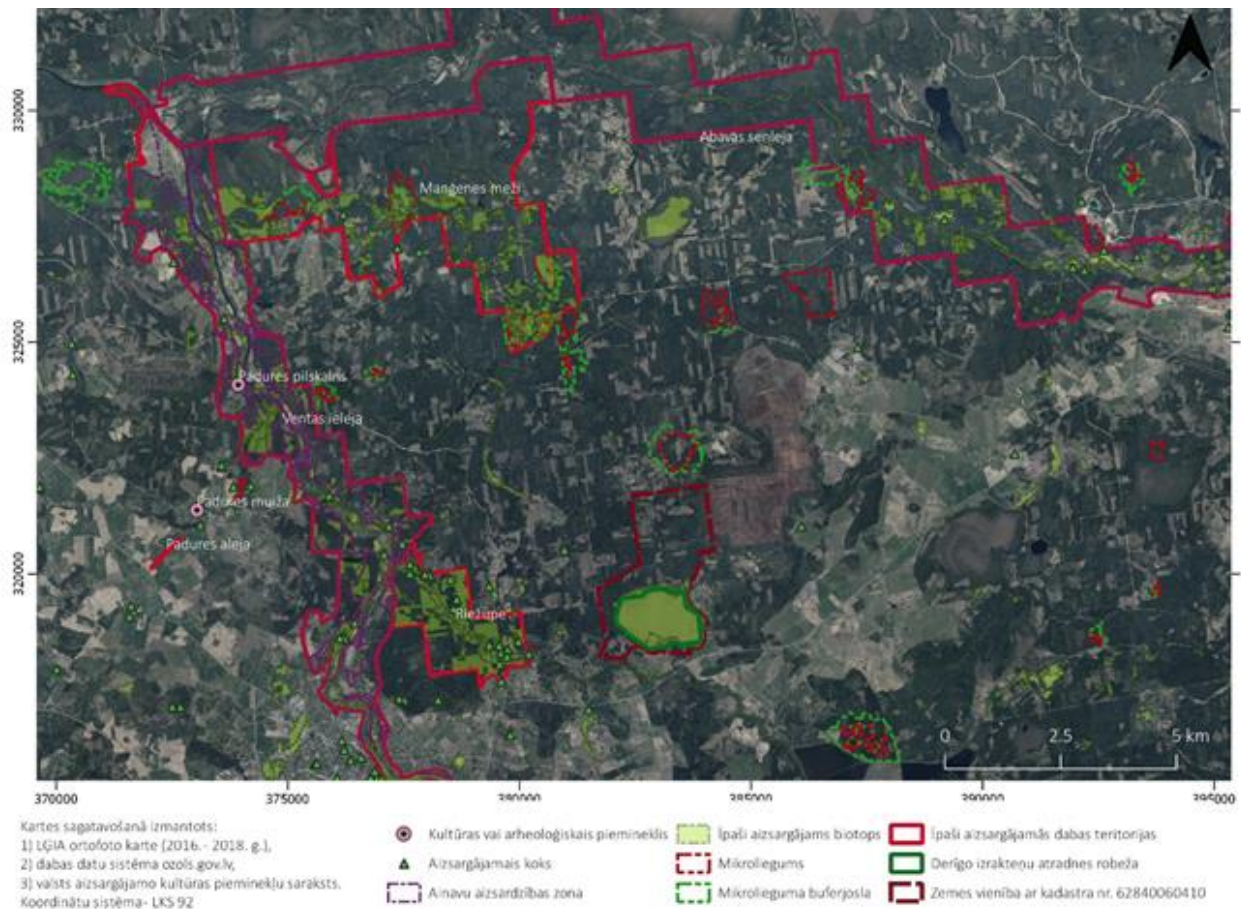 330000
Abavas senleja
Mangenes meži
325000
Padures pilskalns
Ventas ieleja
Padures muiža
Padures aleja
320000
Riežupe
0 2.5 5 km
370000 375000 380000 385000 390000 395000
Kartes sagatavošanā izmantots:
1) LĢIA ortofoto karte (2016. - 2018. g.),
2) dabas datu sistēma ozols.gov.lv,
3) valsts aizsargājamo kultūras pieminekļu saraksts.
Koordinātu sistēma- LKS 92
Kultūras vai arheoloģiskais piemineklis
Aizsargājamais koks
Ainavu aizsardzības zona
Īpaši aizsargājams biotops
Mikroliegums
Mikrolieguma buferjosla
Īpaši aizsargājamās dabas teritorijas
Derīgo izrakteņu atradnes robeža
Zemes vienība ar kadastra nr. 62840060410